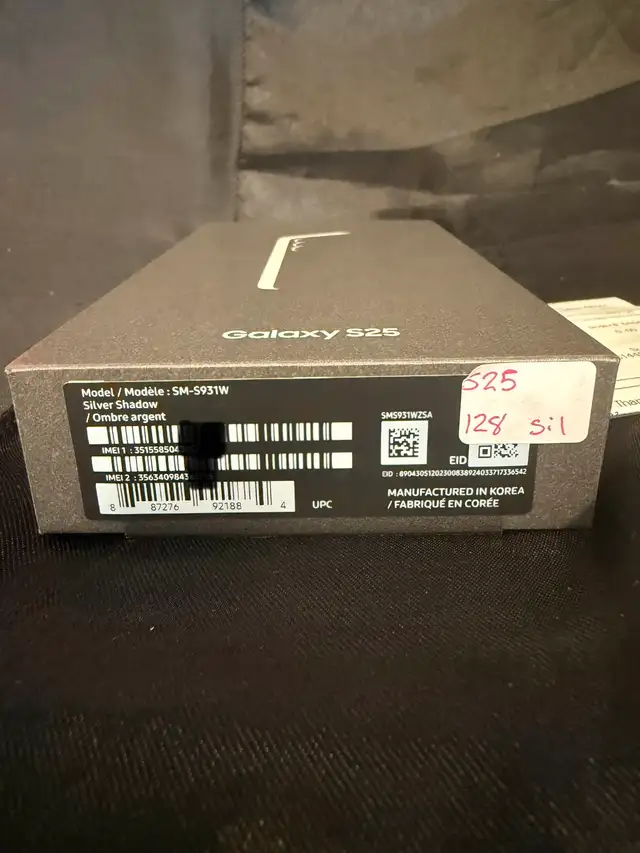 Galaxy S25
Model / Modèle : SM-S931W
Silver Shadow
/ Ombre argent
IMEI 1 : 35155850
IMEI 2 : 3563409843
8 87276 92188 4
UPC
SMS931WZSA
S25
128 sil
EID
EID : 89043051202300838924033717336542
MANUFACTURED IN KOREA
/ FABRIQUÉ EN CORÉE